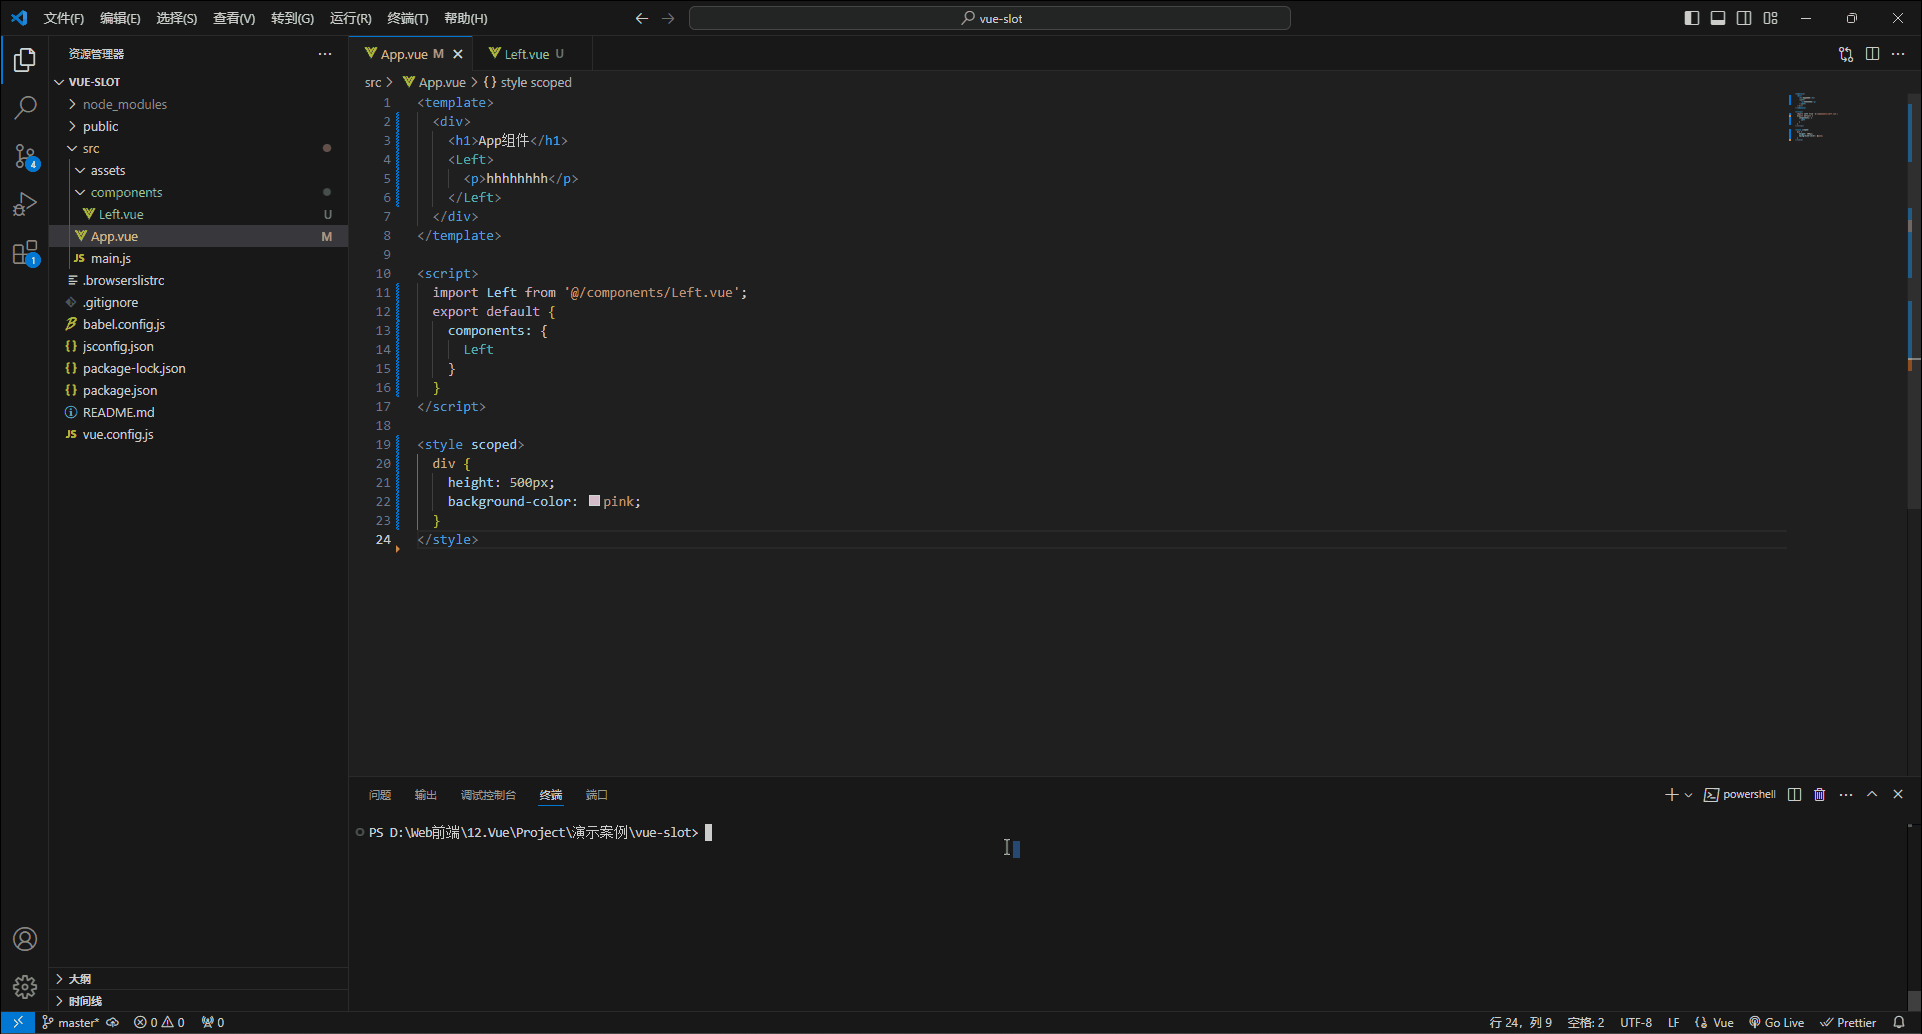 文件(F) 编辑(E) 选择(S) 查看(V) 转到(G) 运行(R) 终端(T) 帮助(H)
vue-slot
资源管理器
VUE-SLOT
node_modules
public
src
assets
components
Left.vue U
App.vue M
JS main.js
.browserslistrc
.gitignore
babel.config.js
{} jsconfig.json
{} package-lock.json
{} package.json
README.md
JS vue.config.js
大纲
时间线
4
1
App.vue M
Left.vue U
src > App.vue > {} style scoped
1 <template>
2 <div>
3 <h1>App组件</h1>
4 <Left>
5 <p>hhhhhhhh</p>
6 </Left>
7 </div>
8 </template>
9
10 <script>
11 import Left from '@/components/Left.vue';
12 export default {
13 components: {
14 Left
15 }
16 }
17 </script>
18
19 <style scoped>
20 div {
21 height: 500px;
22 background-color: pink;
23 }
24 </style>
问题 输出 调试控制台 终端 端口
powershell
PS D:\Web前端\12.Vue\Project\演示案例\vue-slot>
master* 0 0 0
行 24，列 9 空格: 2 UTF-8 LF {} Vue Go Live Prettier